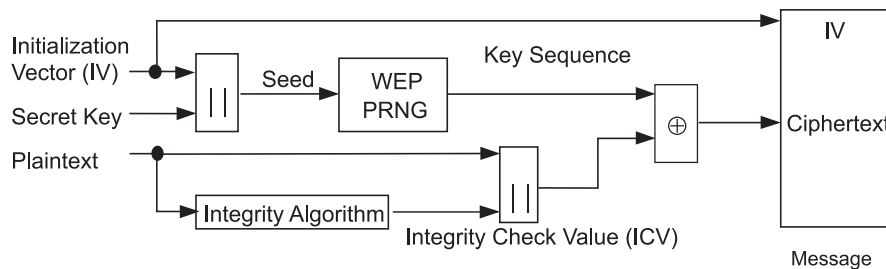 Initialization
Vector (IV)
Secret Key
Plaintext
| |
Seed
WEP
PRNG
Key Sequence
Integrity Algorithm
| |
Integrity Check Value (ICV)
⊕
IV
Ciphertext
Message